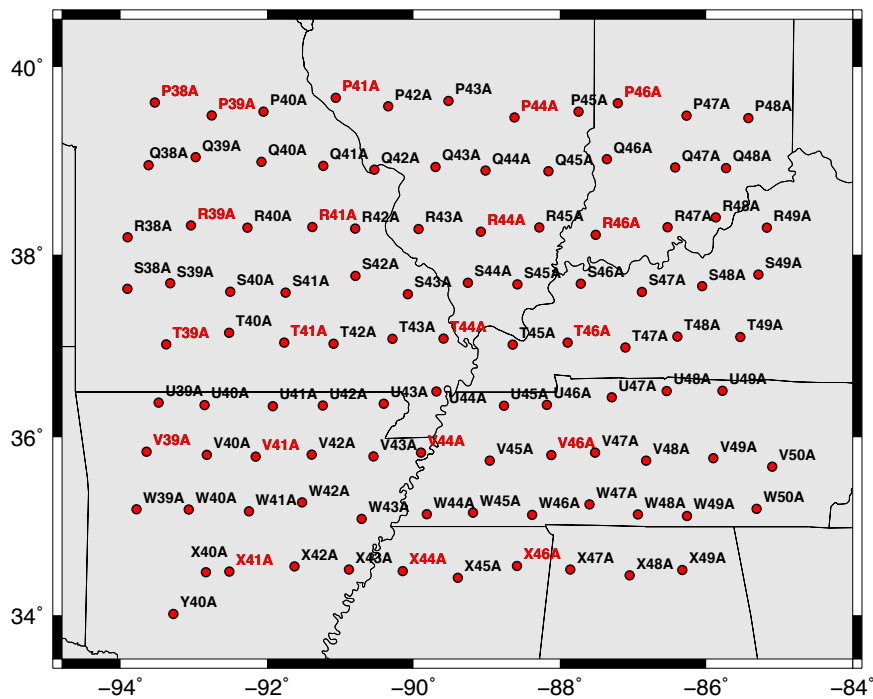 40°
P38A P39A P40A P41A P42A P43A P44A P45A P46A P47A P48A
Q38A Q39A Q40A Q41A Q42A Q43A Q44A Q45A Q46A Q47A Q48A
38°
R38A R39A R40A R41A R42A R43A R44A R45A R46A R47A R48A R49A
S38A S39A S40A S41A S42A S43A S44A S45A S46A S47A S48A S49A
T39A T40A T41A T42A T43A T44A T45A T46A T47A T48A T49A
U39A U40A U41A U42A U43A U44A U45A U46A U47A U48A U49A
36°
V39A V40A V41A V42A V43A V44A V45A V46A V47A V48A V49A V50A
W39A W40A W41A W42A W43A W44A W45A W46A W47A W48A W49A W50A
X40A X41A X42A X43A X44A X45A X46A X47A X48A X49A
34°
Y40A
−94° −92° −90° −88° −86° −84°